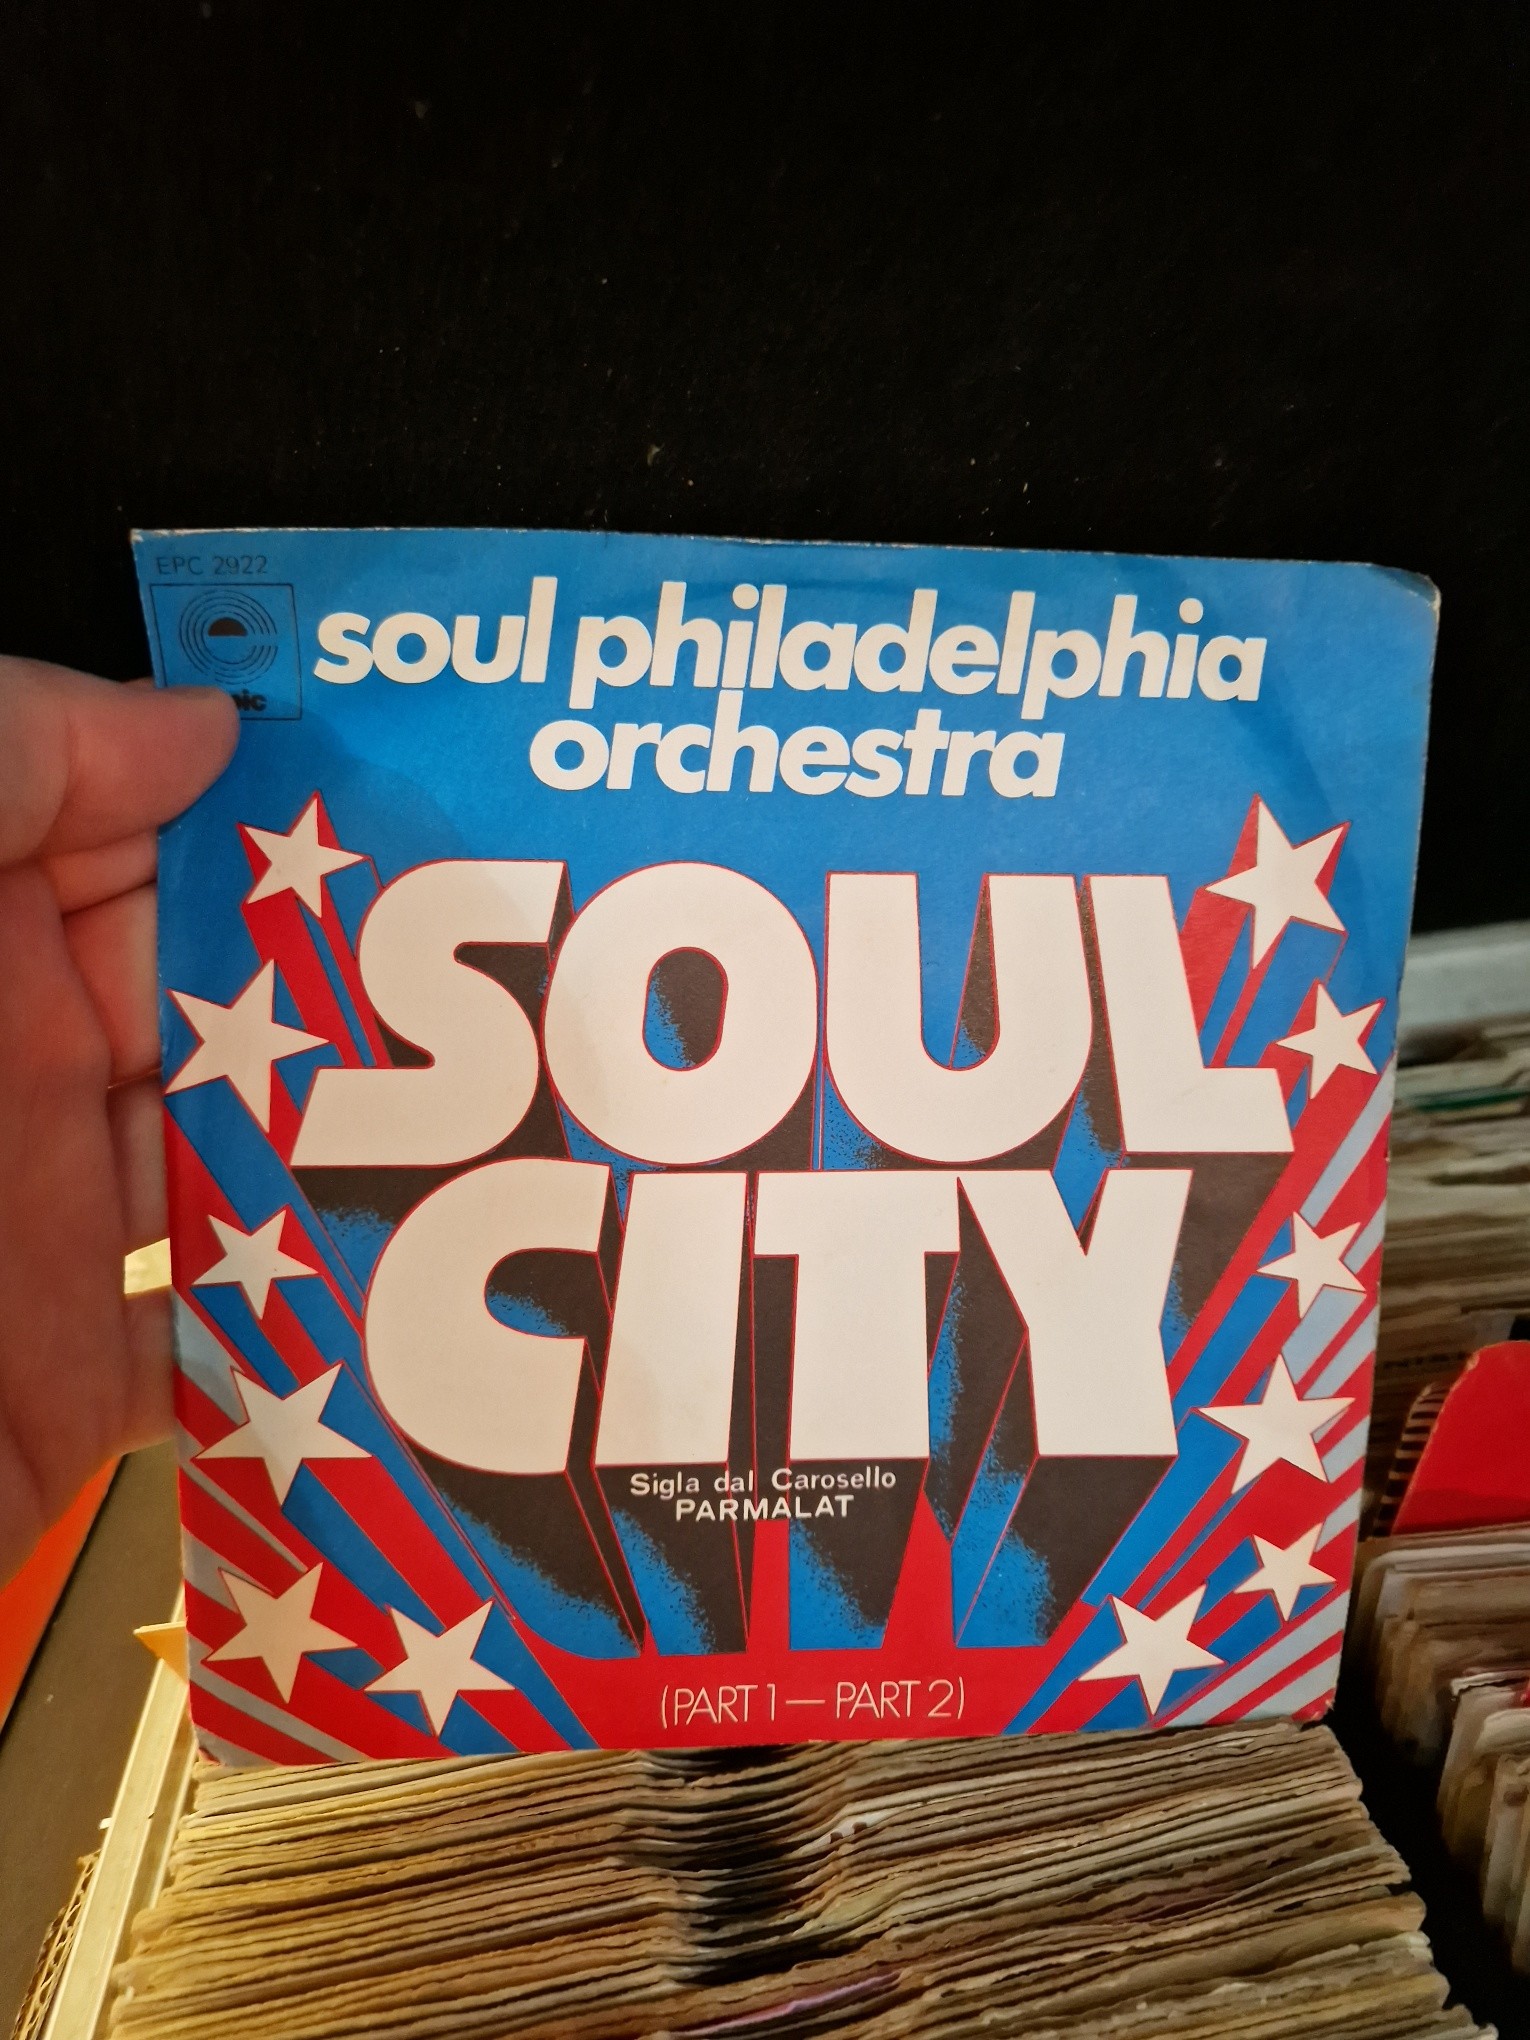 EPC 2922
soul philadelphia
orchestra
SOUL
CITY
Sigla dal Carosello
PARMALAT
(PART 1 — PART 2)